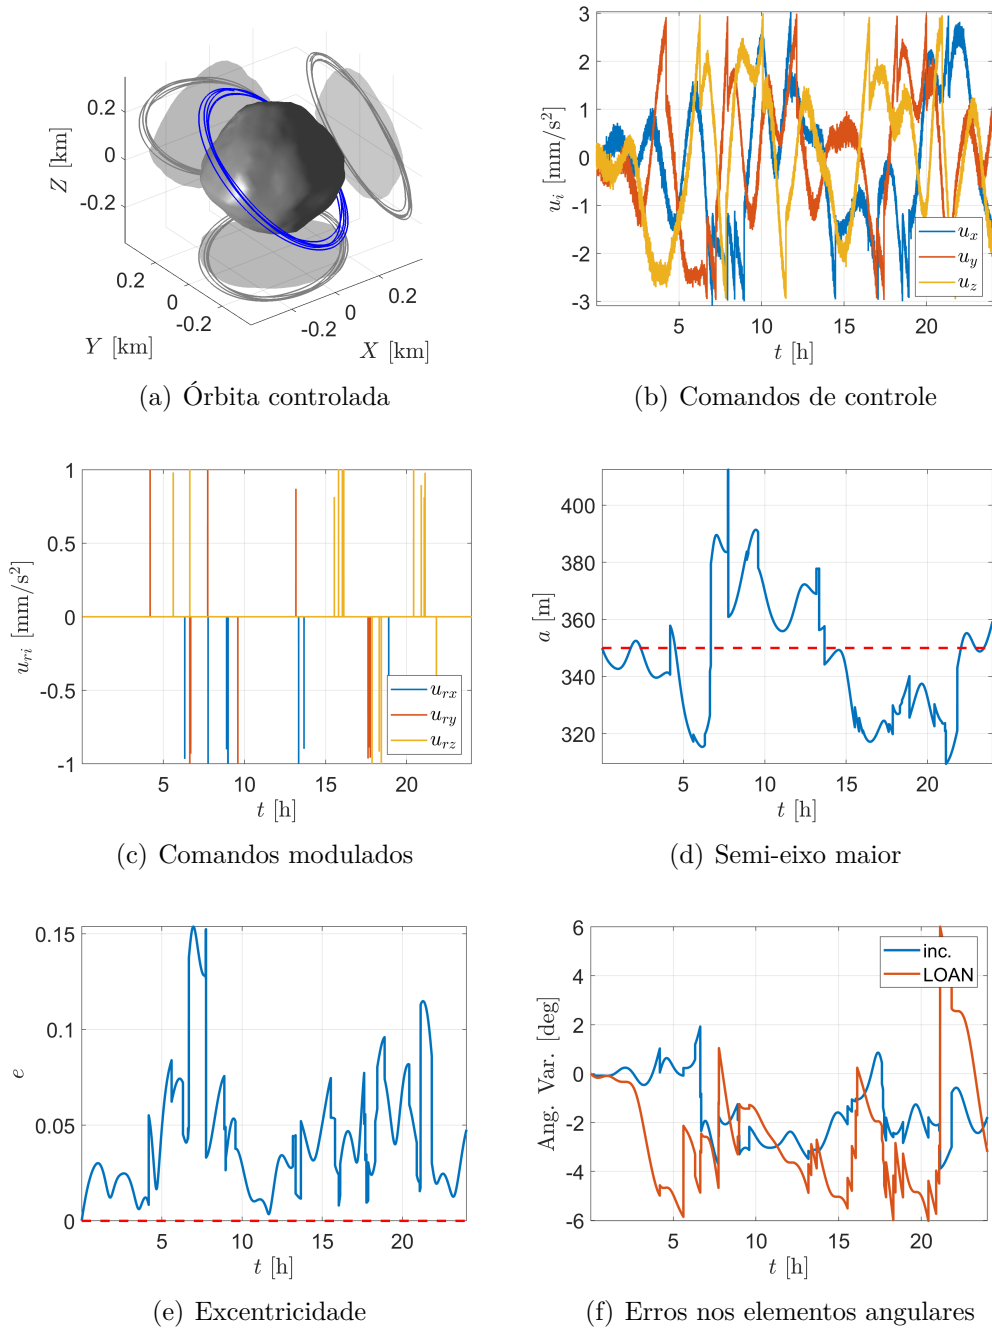 0.2
0
-0.2
Z [km]
0.2
0
-0.2
Y [km]
-0.2
0
0.2
X [km]
(a) Órbita controlada
3
2
1
0
-1
-2
-3
u_i [mm/s²]
u_x
u_y
u_z
5 10 15 20
t [h]
(b) Comandos de controle
1
0.5
0
-0.5
-1
u_ri [mm/s²]
u_rx
u_ry
u_rz
5 10 15 20
t [h]
(c) Comandos modulados
400
380
360
340
320
a [m]
5 10 15 20
t [h]
(d) Semi-eixo maior
0.15
0.1
0.05
0
e
5 10 15 20
t [h]
(e) Excentricidade
6
4
2
0
-2
-4
-6
Ang. Var. [deg]
inc.
LOAN
5 10 15 20
t [h]
(f) Erros nos elementos angulares